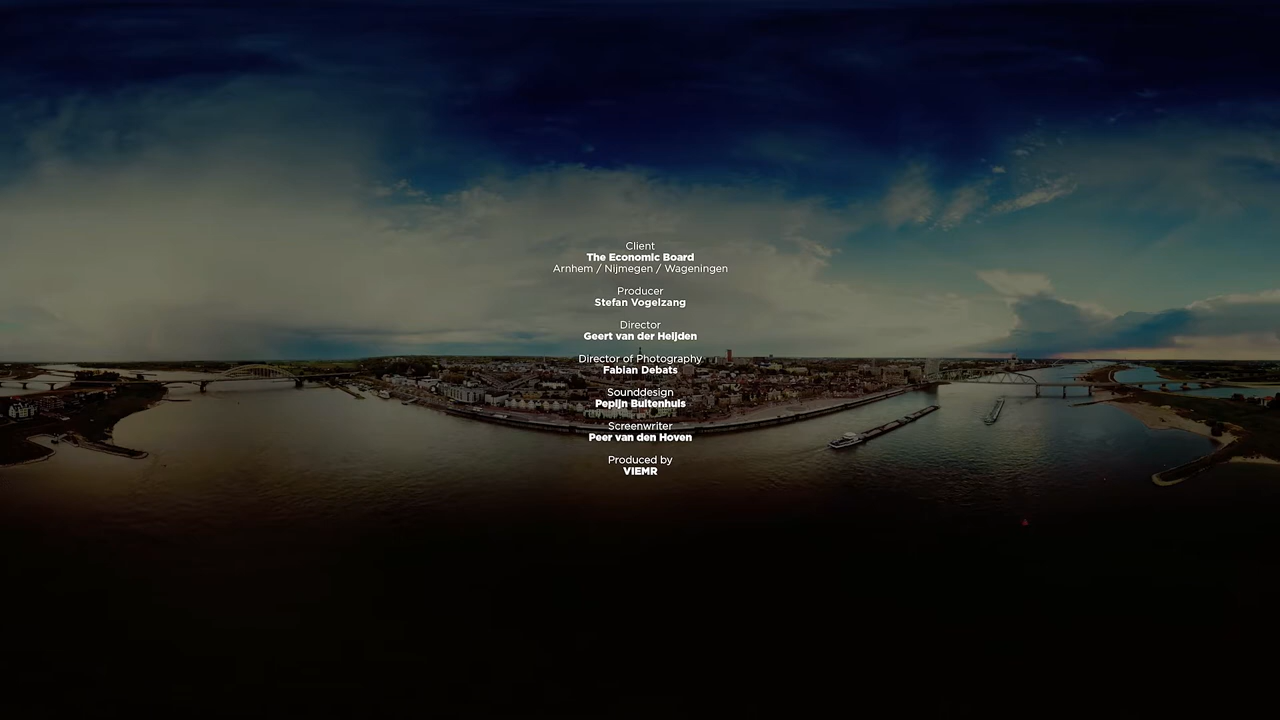 Client
The Economic Board
Arnhem / Nijmegen / Wageningen
Producer
Stefan Vogelzang
Director
Geert van der Heijden
Director of Photography
Fabian Debats
Sounddesign
Pepijn Buitenhuis
Screenwriter
Peer van den Hoven
Produced by
VIEMR